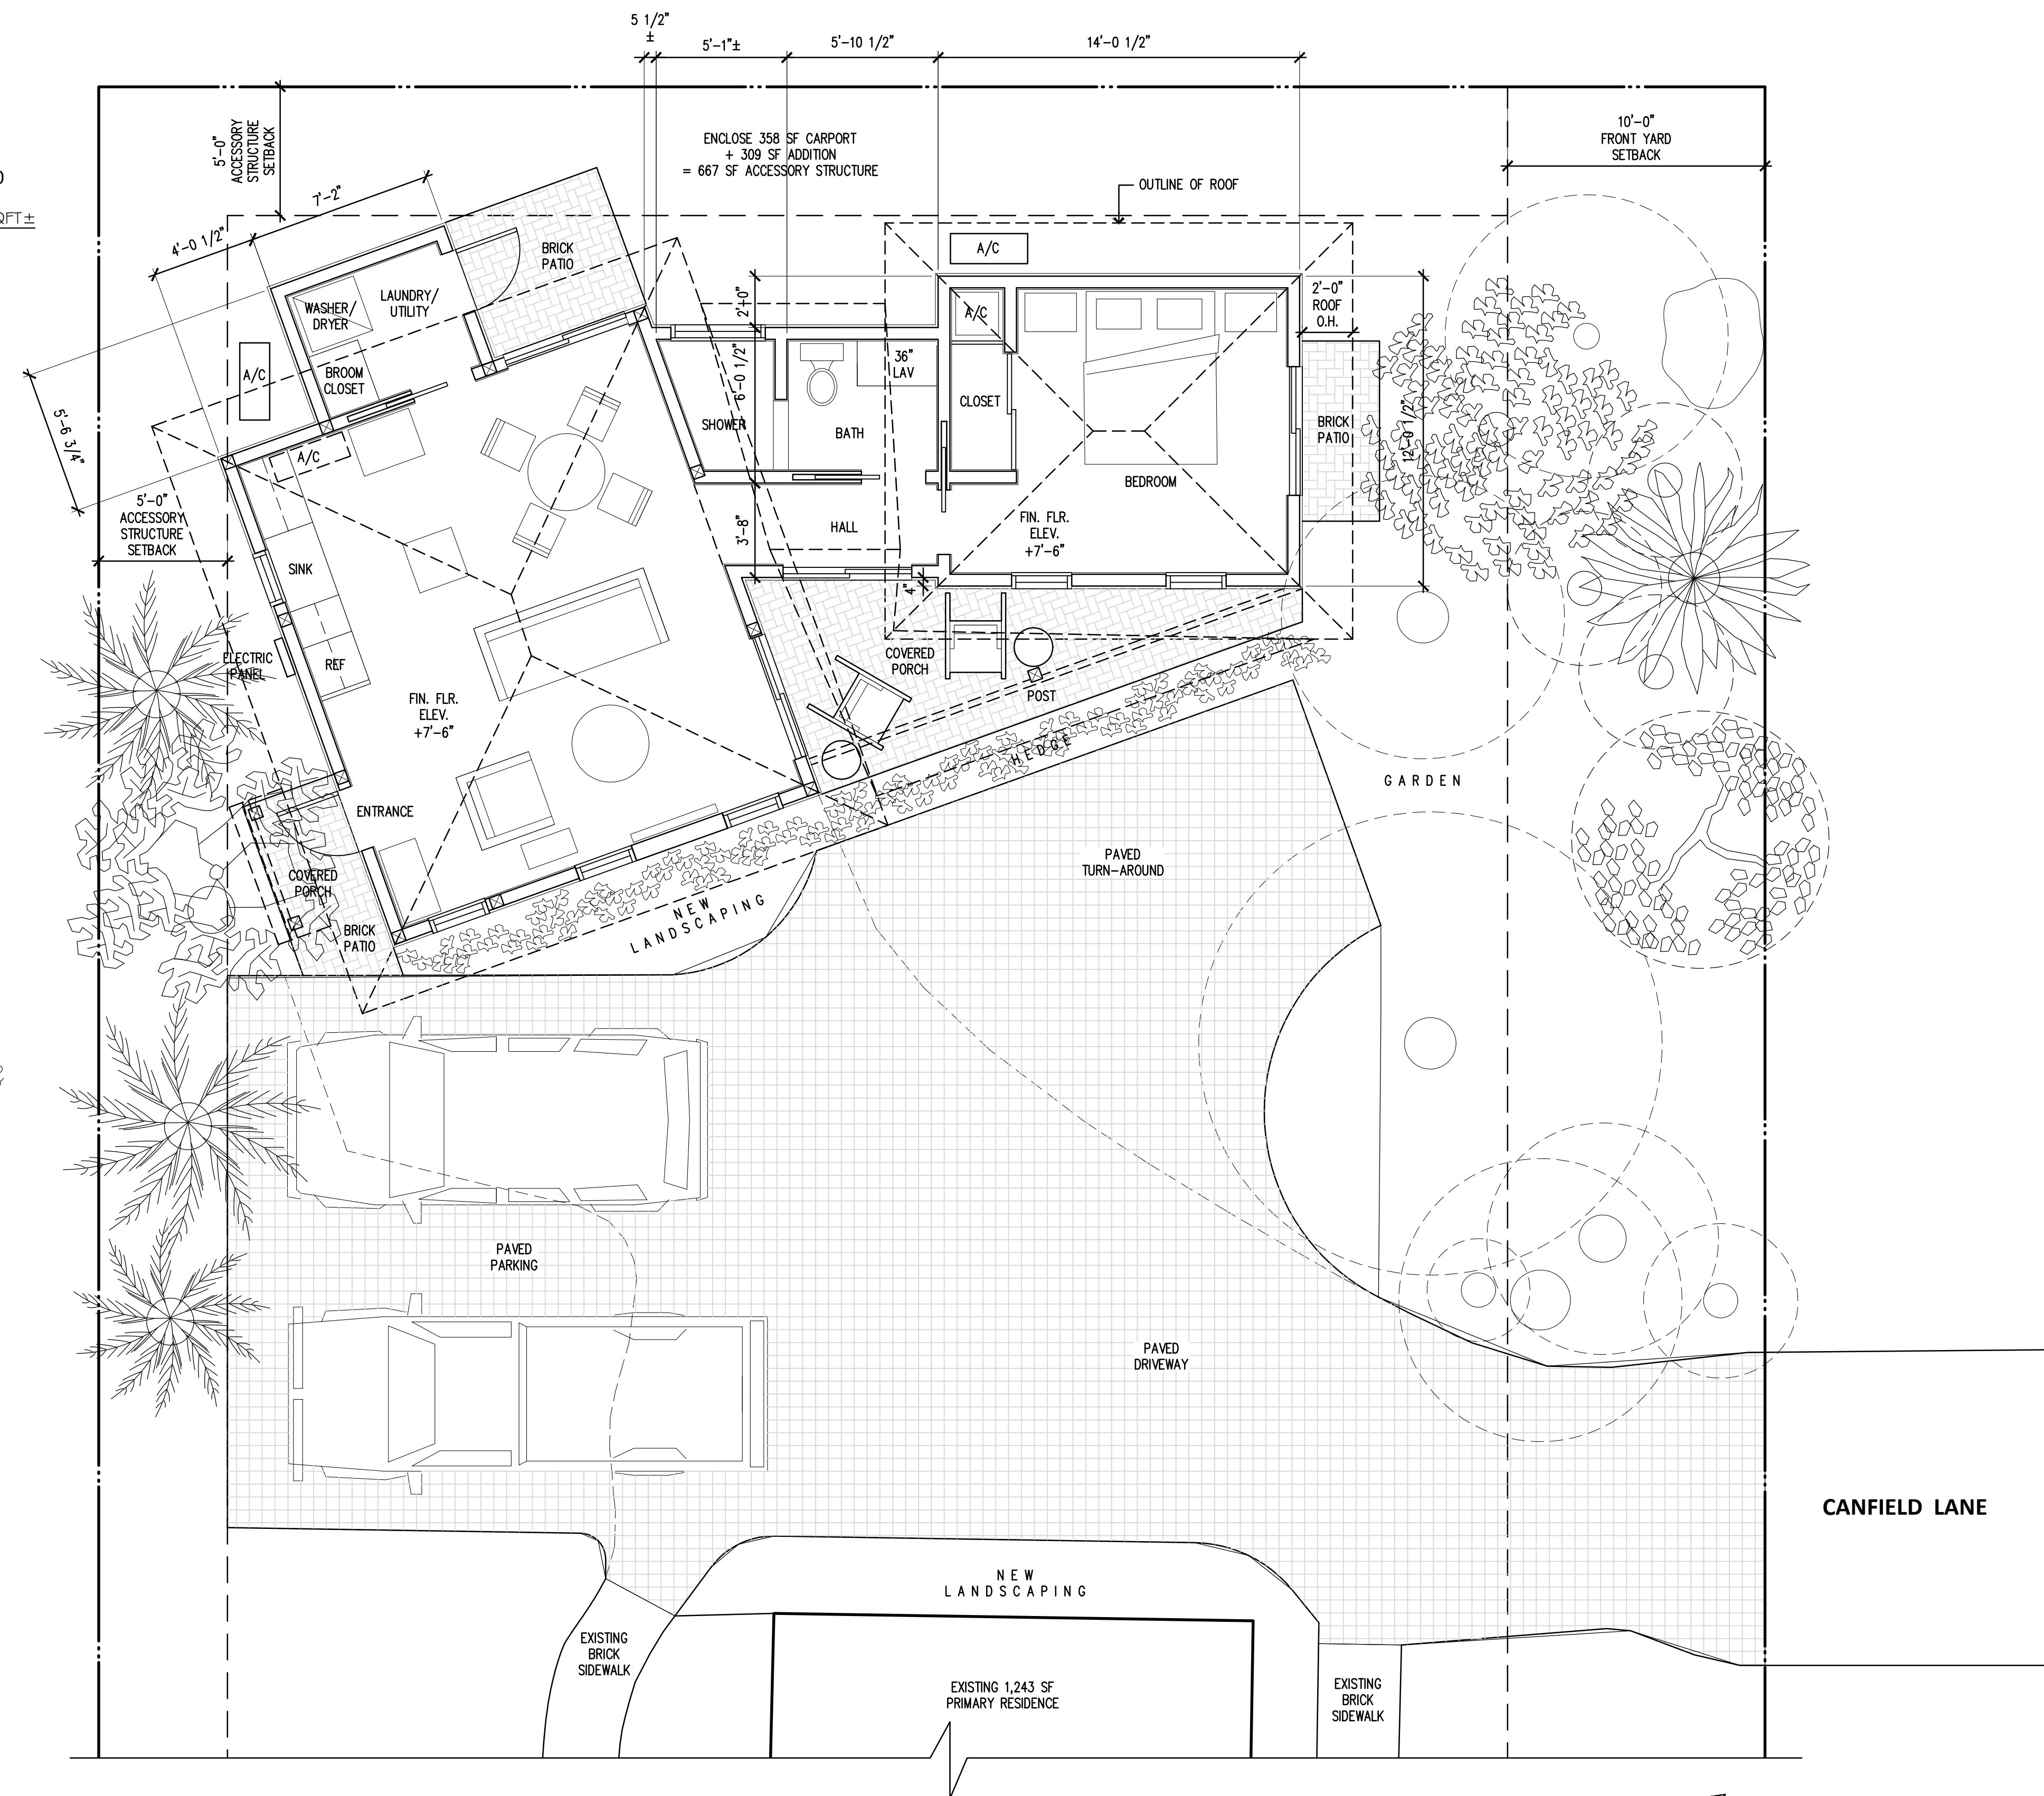 5 1/2"
±
5'-1"±
5'-10 1/2"
14'-0 1/2"
5'-0"
ACCESSORY
STRUCTURE
SETBACK
ENCLOSE 358 SF CARPORT
+ 309 SF ADDITION
= 667 SF ACCESSORY STRUCTURE
10'-0"
FRONT YARD
SETBACK
OUTLINE OF ROOF
7'-2"
4'-0 1/2"
QFT±
BRICK
PATIO
A/C
LAUNDRY/
UTILITY
WASHER/
DRYER
2'-0"
A/C
2'-0"
ROOF
O.H.
A/C
BROOM
CLOSET
6'-0 1/2"
36"
LAV
CLOSET
5'-6 3/4"
SHOWER
BATH
BRICK
PATIO
12'-0 1/2"
A/C
BEDROOM
5'-0"
ACCESSORY
STRUCTURE
SETBACK
3'-8"
HALL
FIN. FLR.
ELEV.
+7'-6"
SINK
4"
ELECTRIC
PANEL
REF
COVERED
PORCH
POST
FIN. FLR.
ELEV.
+7'-6"
HEDGE
GARDEN
ENTRANCE
PAVED
TURN-AROUND
COVERED
PORCH
NEW
LANDSCAPING
BRICK
PATIO
PAVED
PARKING
PAVED
DRIVEWAY
CANFIELD LANE
NEW
LANDSCAPING
EXISTING
BRICK
SIDEWALK
EXISTING 1,243 SF
PRIMARY RESIDENCE
EXISTING
BRICK
SIDEWALK